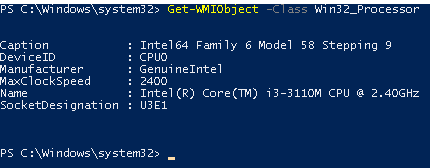 PS C:\Windows\system32> Get-WMIObject -Class Win32_Processor
Caption : Intel64 Family 6 Model 58 Stepping 9
DeviceID : CPU0
Manufacturer : GenuineIntel
MaxClockSpeed : 2400
Name : Intel(R) Core(TM) i3-3110M CPU @ 2.40GHz
SocketDesignation : U3E1
PS C:\Windows\system32> _